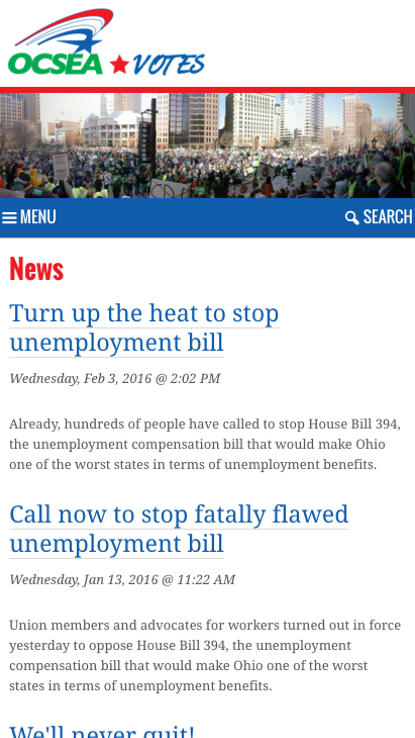 OCSEA VOTES
MENU
SEARCH
News
Turn up the heat to stop
unemployment bill
Wednesday, Feb 3, 2016 @ 2:02 PM
Already, hundreds of people have called to stop House Bill 394,
the unemployment compensation bill that would make Ohio
one of the worst states in terms of unemployment benefits.
Call now to stop fatally flawed
unemployment bill
Wednesday, Jan 13, 2016 @ 11:22 AM
Union members and advocates for workers turned out in force
yesterday to oppose House Bill 394, the unemployment
compensation bill that would make Ohio one of the worst
states in terms of unemployment benefits.
We'll never quit!